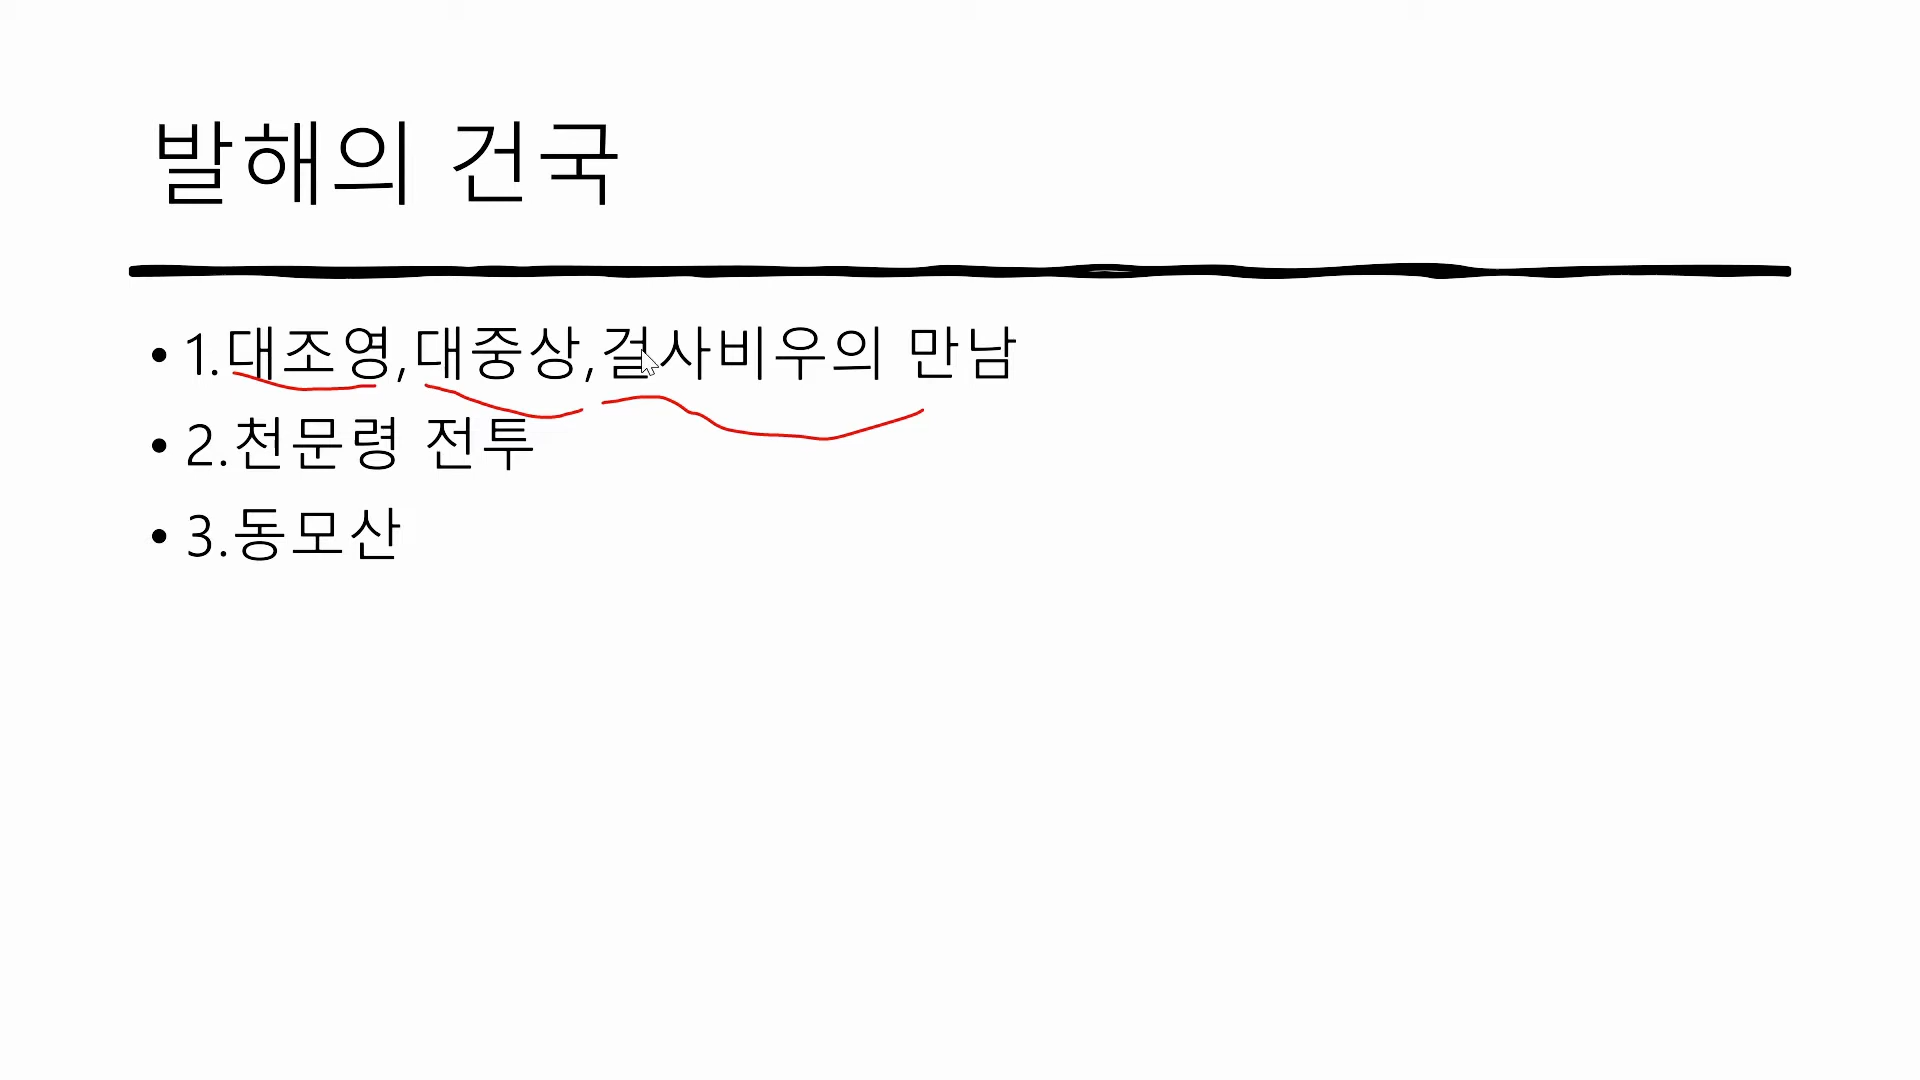 발해의 건국
• 1.대조영,대중상,걸사비우의 만남
• 2.천문령 전투
• 3.동모산